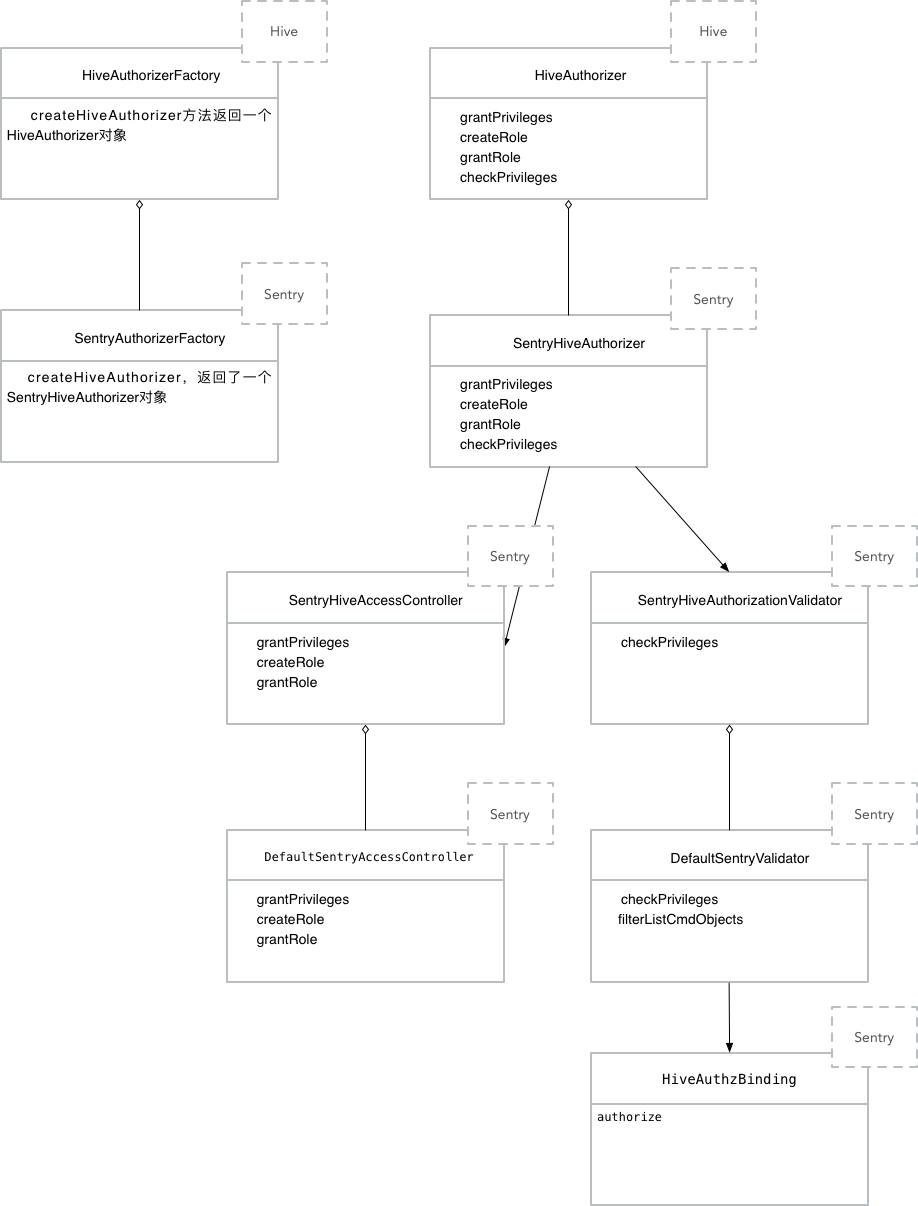 Hive
HiveAuthorizerFactory
createHiveAuthorizer方法返回一个
HiveAuthorizer对象
Hive
HiveAuthorizer
grantPrivileges
createRole
grantRole
checkPrivileges
Sentry
SentryAuthorizerFactory
createHiveAuthorizer，返回了一个
SentryHiveAuthorizer对象
Sentry
SentryHiveAuthorizer
grantPrivileges
createRole
grantRole
checkPrivileges
Sentry
SentryHiveAccessController
grantPrivileges
createRole
grantRole
Sentry
SentryHiveAuthorizationValidator
checkPrivileges
Sentry
DefaultSentryAccessController
grantPrivileges
createRole
grantRole
Sentry
DefaultSentryValidator
checkPrivileges
filterListCmdObjects
Sentry
HiveAuthzBinding
authorize